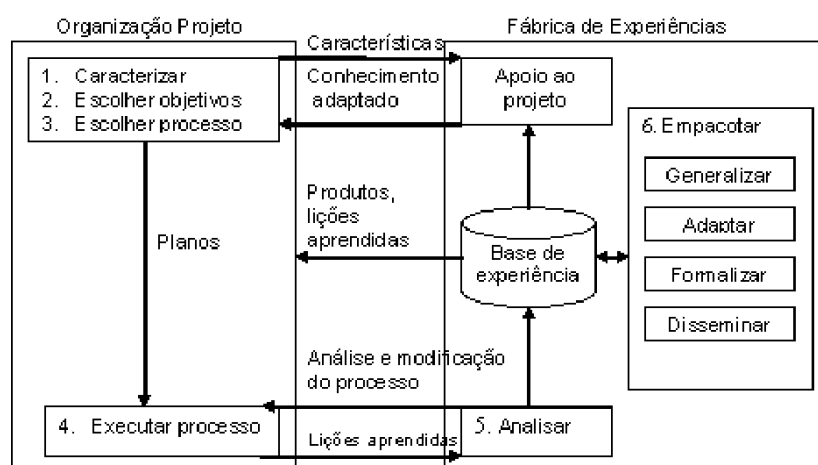 Organização Projeto
Fábrica de Experiências
Características
1. Caracterizar
2. Escolher objetivos
3. Escolher processo
Conhecimento
adaptado
Apoio ao
projeto
6. Empacotar
Generalizar
Adaptar
Formalizar
Disseminar
Produtos,
lições
aprendidas
Planos
Base de
experiência
Análise e modificação
do processo
4. Executar processo
Lições aprendidas
5. Analisar